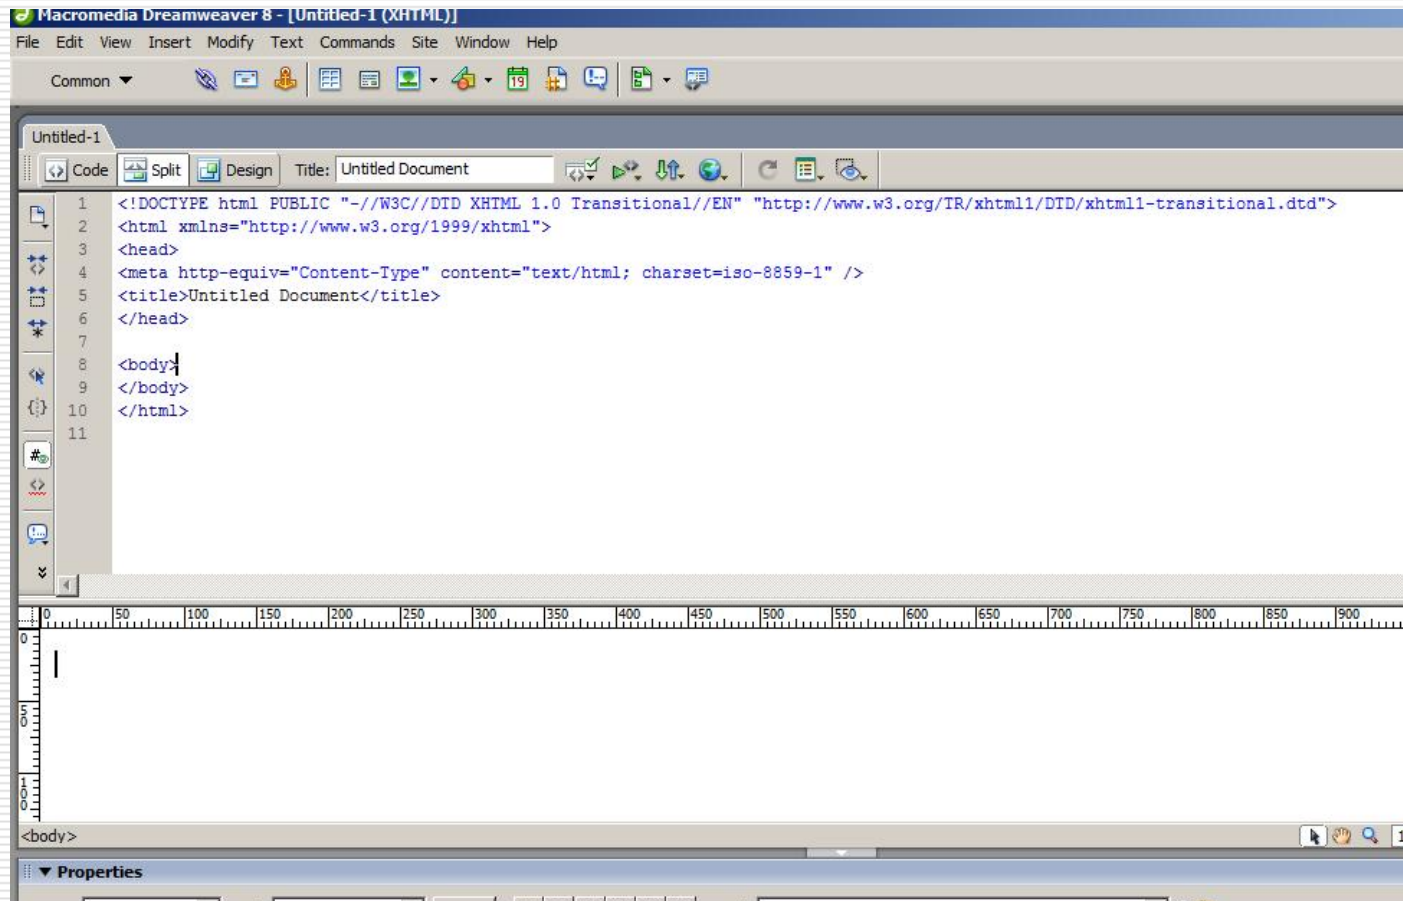 Macromedia Dreamweaver 8 - [Untitled-1 (XHTML)]
File Edit View Insert Modify Text Commands Site Window Help
Common
19
Untitled-1
Code Split Design Title: Untitled Document
1 <!DOCTYPE html PUBLIC "-//W3C//DTD XHTML 1.0 Transitional//EN" "http://www.w3.org/TR/xhtml1/DTD/xhtml1-transitional.dtd">
2 <html xmlns="http://www.w3.org/1999/xhtml">
3 <head>
4 <meta http-equiv="Content-Type" content="text/html; charset=iso-8859-1" />
5 <title>Untitled Document</title>
6 </head>
7
8 <body>
9 </body>
10 </html>
11
0 50 100 150 200 250 300 350 400 450 500 550 600 650 700 750 800 850 900
0
50
100
<body>
1
Properties